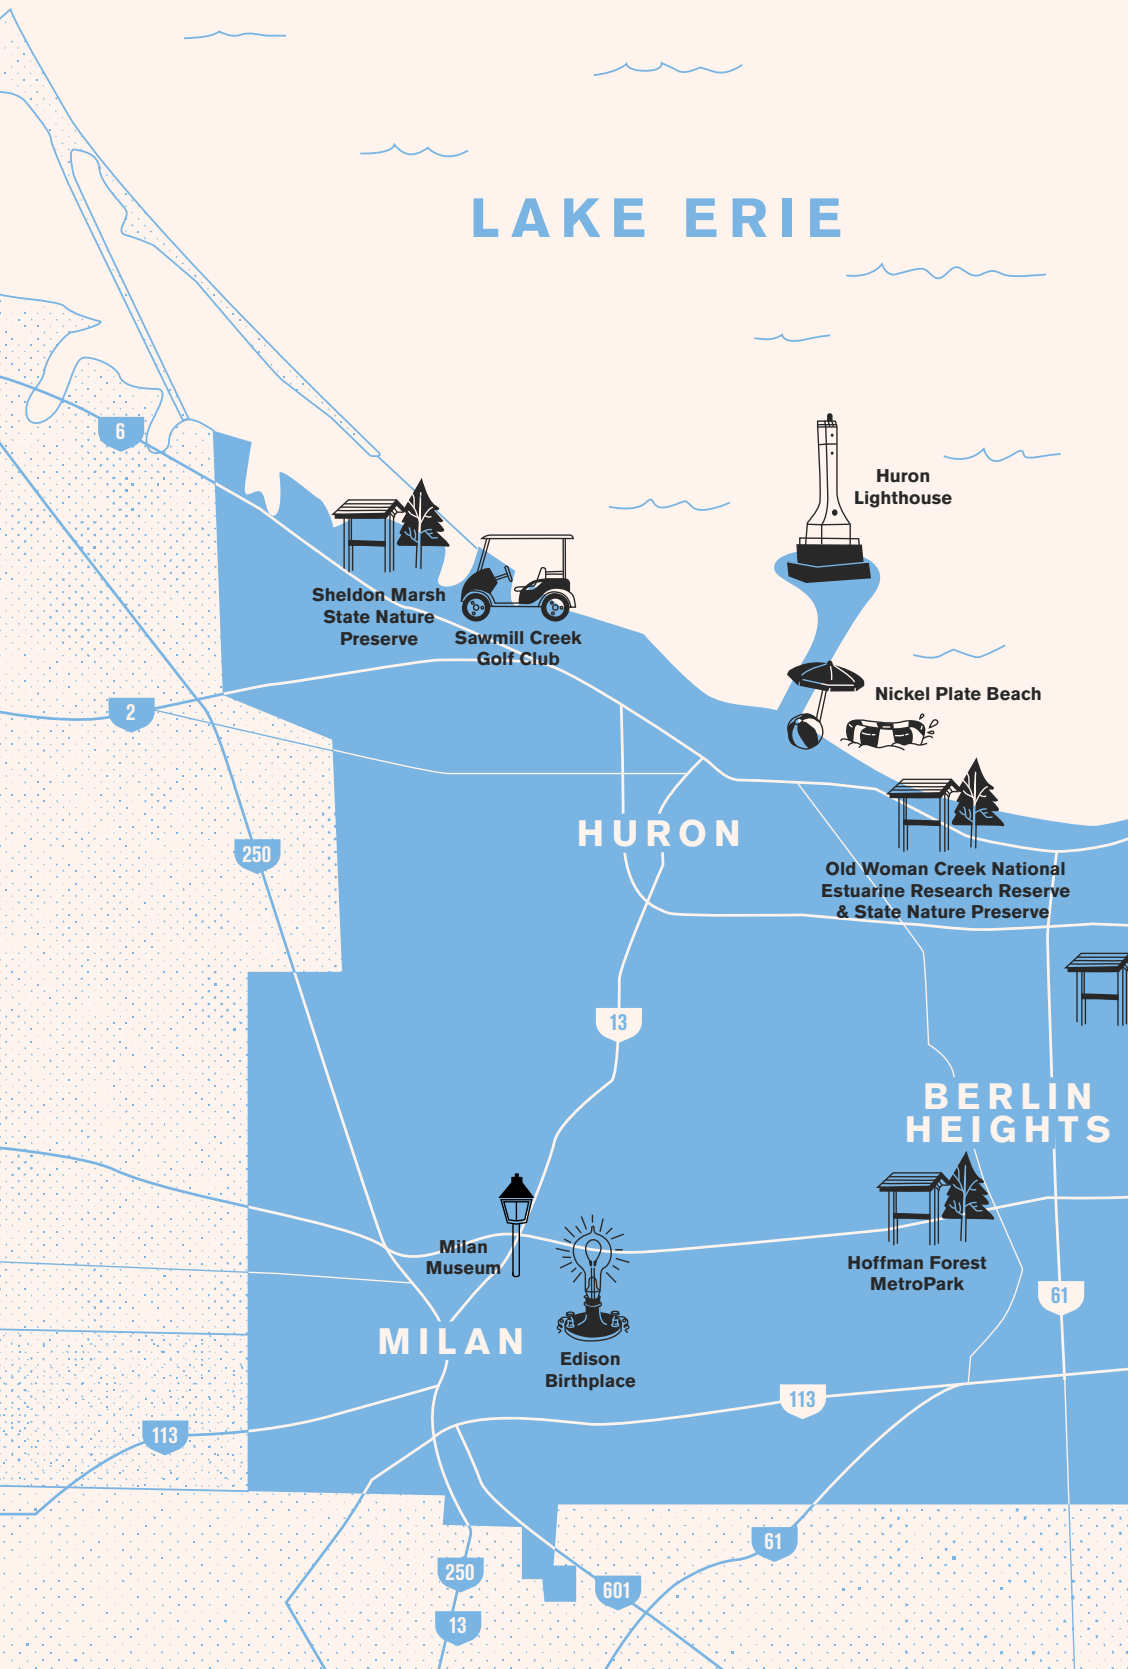 LAKE ERIE
6
Huron
Lighthouse
Sheldon Marsh
State Nature
Preserve
Sawmill Creek
Golf Club
Nickel Plate Beach
2
HURON
250
Old Woman Creek National
Estuarine Research Reserve
& State Nature Preserve
13
BERLIN
HEIGHTS
Milan
Museum
Hoffman Forest
MetroPark
61
MILAN
Edison
Birthplace
113
113
61
250
601
13